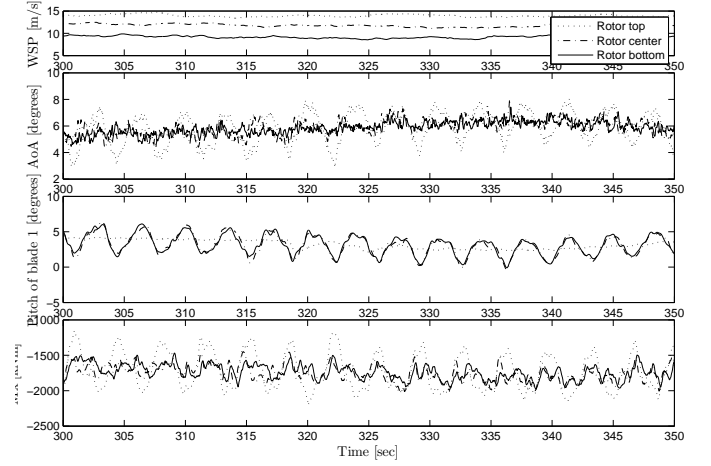 15
10
5
WSP [m/s]
Rotor top
Rotor center
Rotor bottom
300 305 310 315 320 325 330 335 340 345 350
10
8
6
4
2
AoA [degrees]
300 305 310 315 320 325 330 335 340 345 350
10
5
0
−5
Pitch of blade 1 [degrees]
300 305 310 315 320 325 330 335 340 345 350
−1000
−1500
−2000
−2500
300 305 310 315 320 325 330 335 340 345 350
Time [sec]